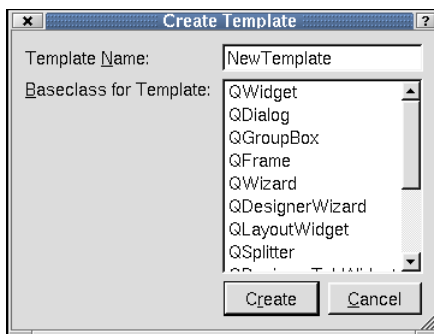 Create Template
?
Template Name: NewTemplate
Baseclass for Template:
QWidget
QDialog
QGroupBox
QFrame
QWizard
QDesignerWizard
QLayoutWidget
QSplitter
Create Cancel